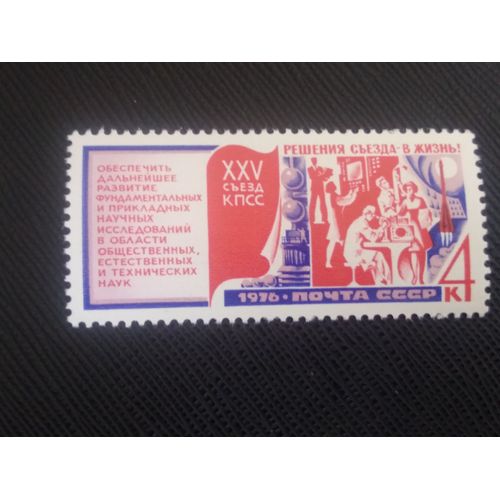 ОБЕСПЕЧИТЬ
ДАЛЬНЕЙШЕЕ
РАЗВИТИЕ
ФУНДАМЕНТАЛЬНЫХ
И ПРИКЛАДНЫХ
НАУЧНЫХ
ИССЛЕДОВАНИЙ
В ОБЛАСТИ
ОБЩЕСТВЕННЫХ,
ЕСТЕСТВЕННЫХ
И ТЕХНИЧЕСКИХ
НАУК
XXV
СЪЕЗД
КПСС
РЕШЕНИЯ СЪЕЗДА - В ЖИЗНЬ!
4
К
1976 • ПОЧТА СССР